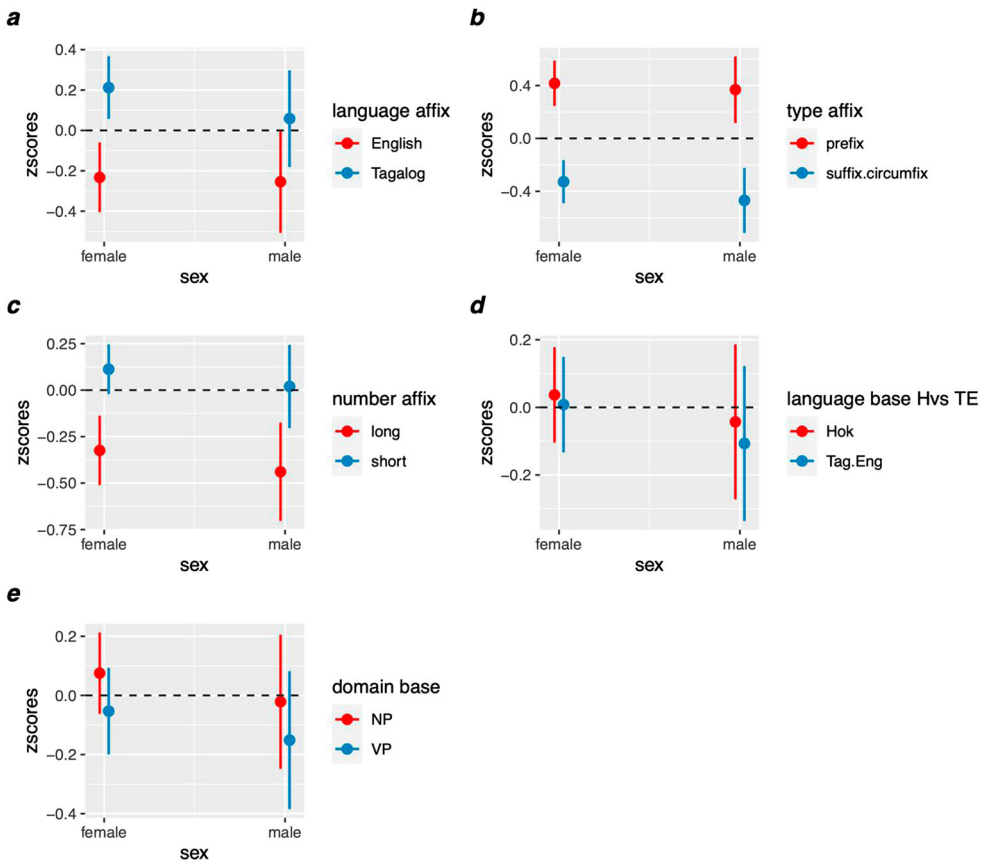 a
zscores
0.4
0.2
0.0
−0.2
−0.4
female
male
sex
language affix
English
Tagalog
b
zscores
0.4
0.0
−0.4
female
male
sex
type affix
prefix
suffix.circumfix
c
zscores
0.25
0.00
−0.25
−0.50
−0.75
female
male
sex
number affix
long
short
d
zscores
0.2
0.0
−0.2
female
male
sex
language base Hvs TE
Hok
Tag.Eng
e
zscores
0.2
0.0
−0.2
−0.4
female
male
sex
domain base
NP
VP